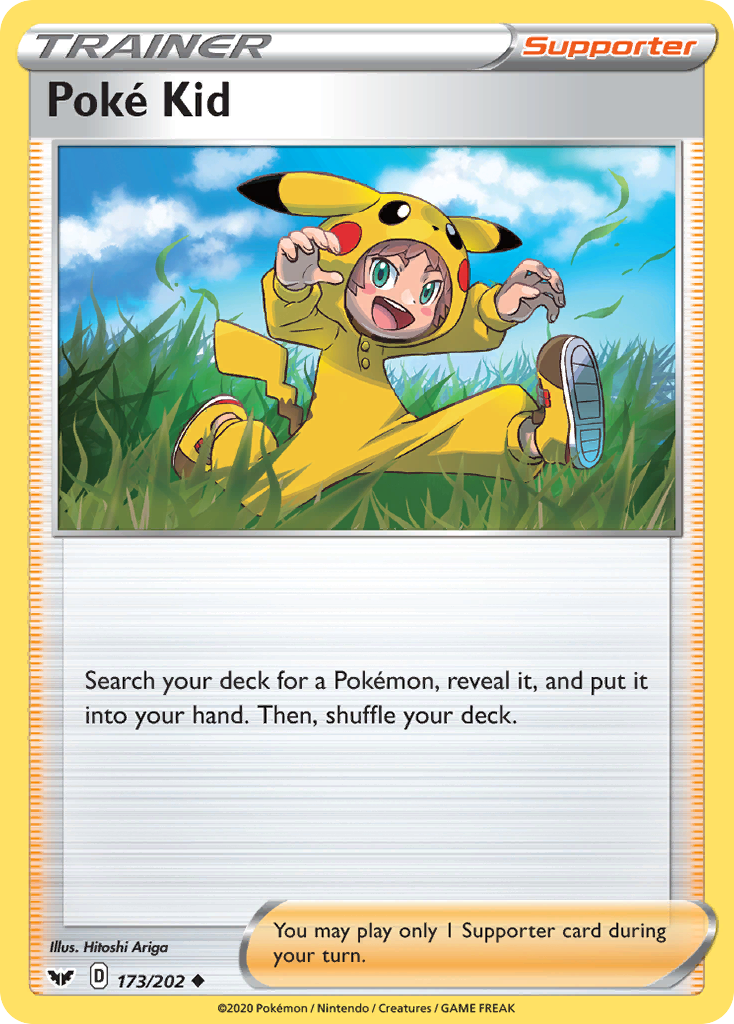 TRAINER Supporter
Poké Kid
Search your deck for a Pokémon, reveal it, and put it
into your hand. Then, shuffle your deck.
You may play only 1 Supporter card during
your turn.
Illus. Hitoshi Ariga
D 173/202 ◆
©2020 Pokémon / Nintendo / Creatures / GAME FREAK